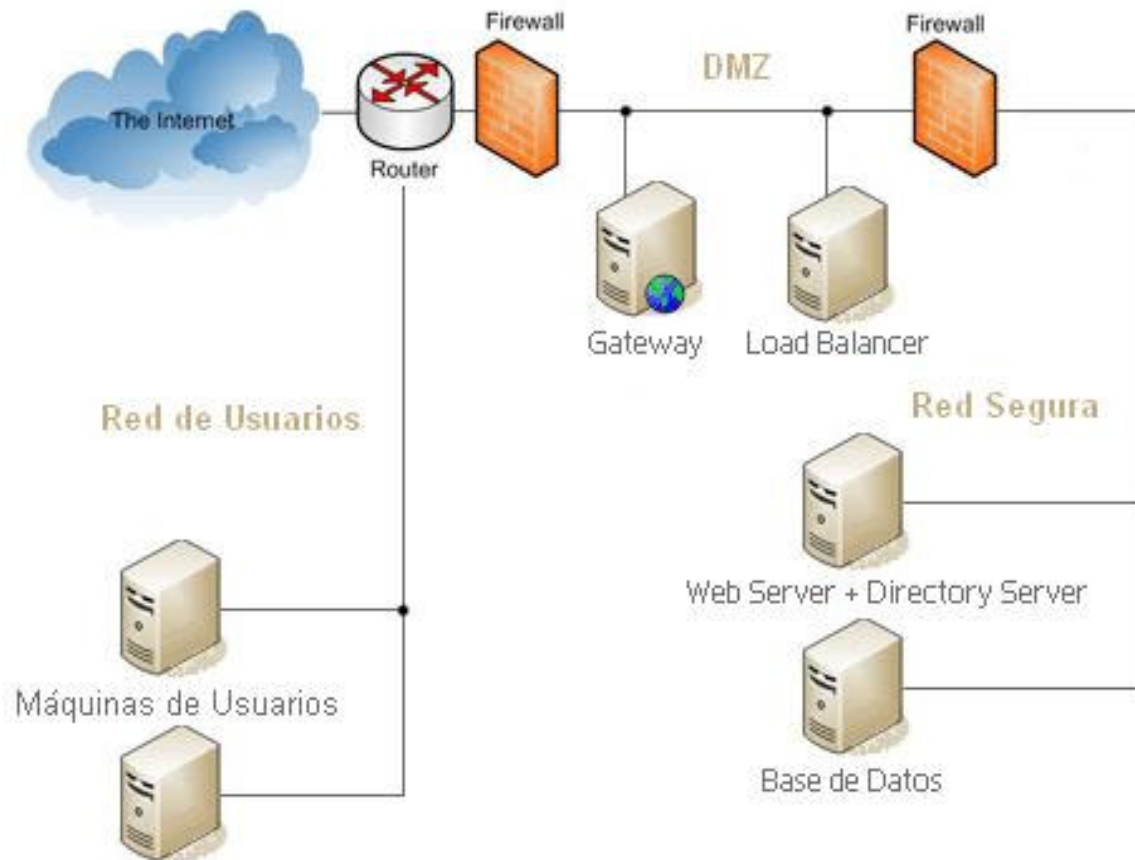 Firewall
Firewall
DMZ
The Internet
Router
Gateway
Load Balancer
Red de Usuarios
Red Segura
Web Server + Directory Server
Máquinas de Usuarios
Base de Datos